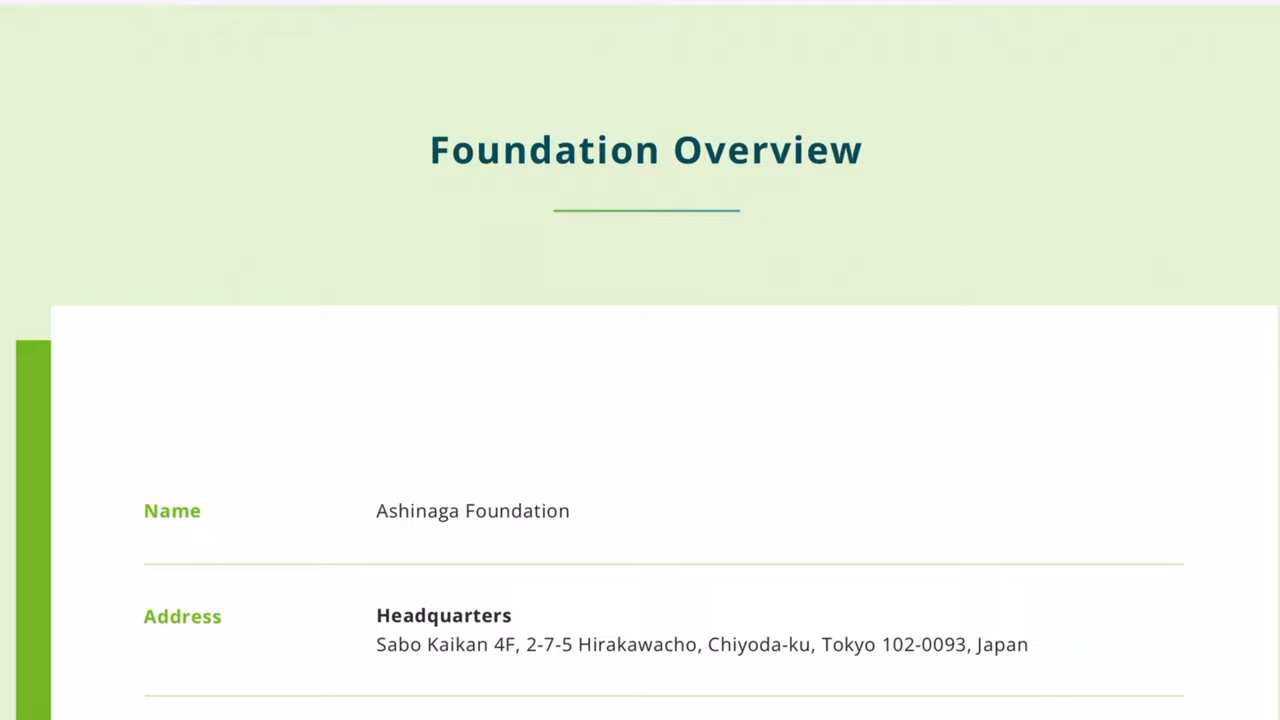 Foundation Overview
Name
Ashinaga Foundation
Address
Headquarters
Sabo Kaikan 4F, 2-7-5 Hirakawacho, Chiyoda-ku, Tokyo 102-0093, Japan